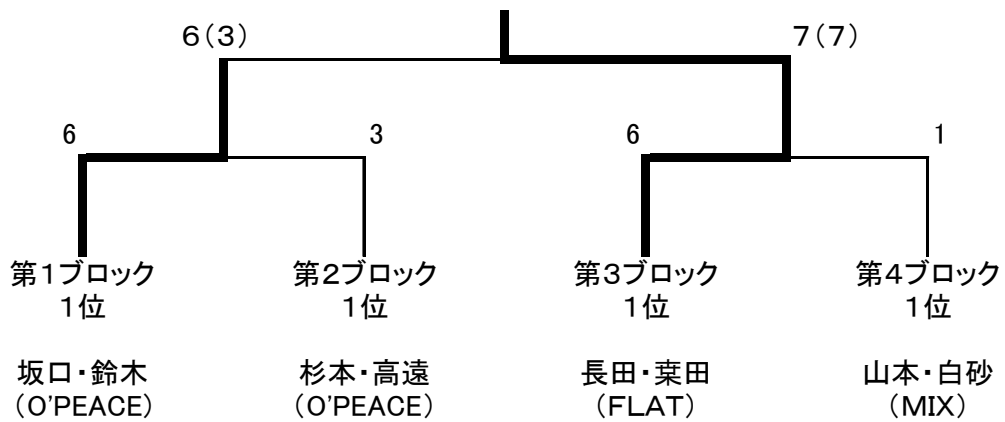 6(3) 7(7)
6 3 6 1
第1ブロック 第2ブロック 第3ブロック 第4ブロック
1位 1位 1位 1位
坂口・鈴木 杉本・高遠 長田・葉田 山本・白砂
(O'PEACE) (O'PEACE) (FLAT) (MIX)